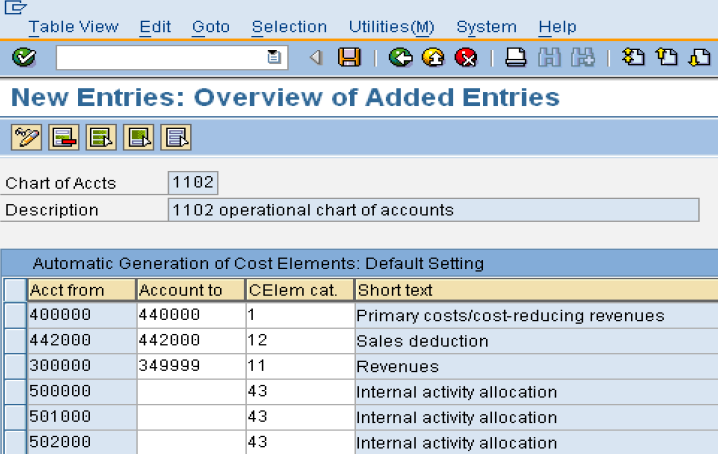 Table View Edit Goto Selection Utilities(M) System Help
New Entries: Overview of Added Entries
Chart of Accts 1102
Description 1102 operational chart of accounts
Automatic Generation of Cost Elements: Default Setting
Acct from Account to CElem cat. Short text
400000 440000 1 Primary costs/cost-reducing revenues
442000 442000 12 Sales deduction
300000 349999 11 Revenues
500000 43 Internal activity allocation
501000 43 Internal activity allocation
502000 43 Internal activity allocation